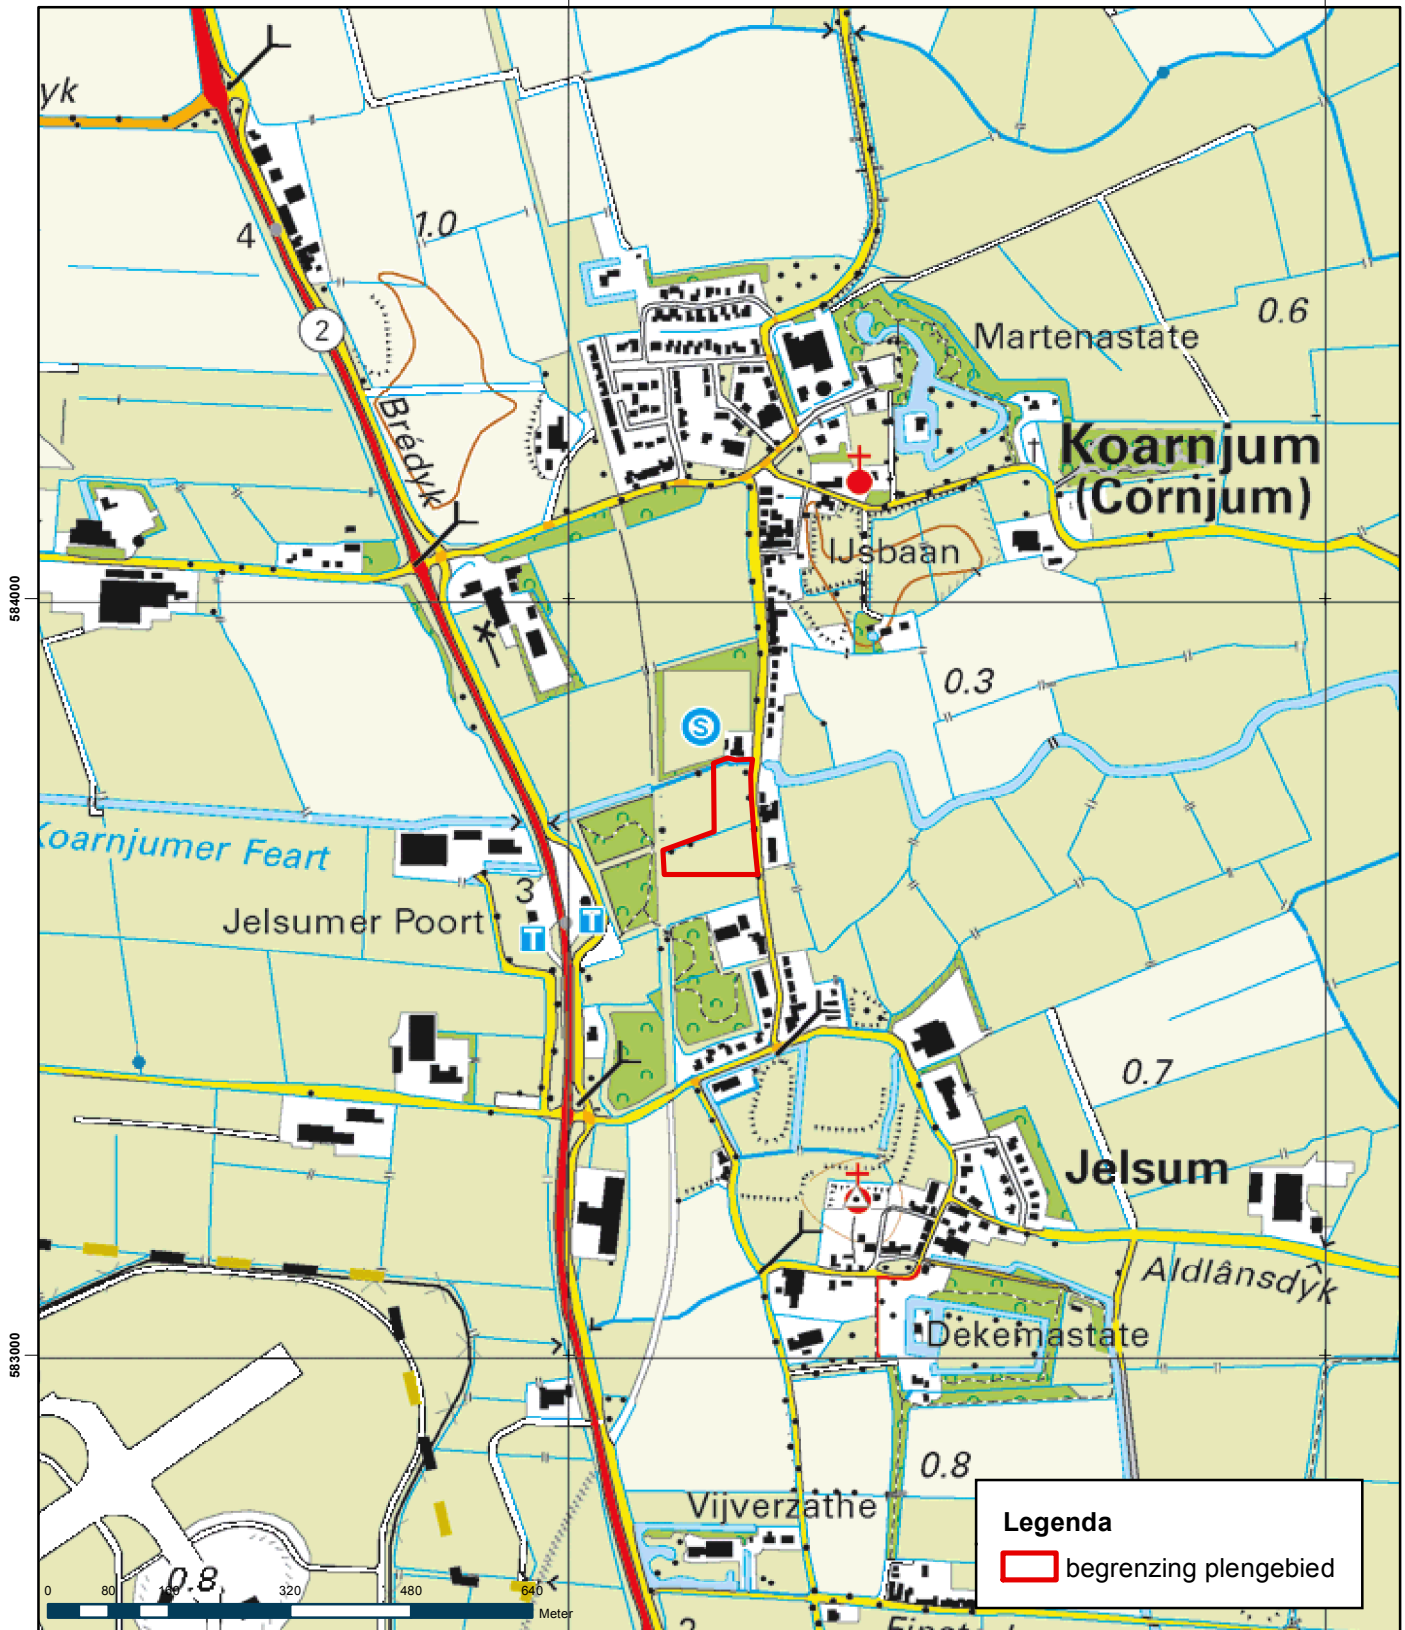 yk
4
1.0
2
Brédyk
Martenastate
0.6
Koarnjum
(Cornjum)
IJsbaan
584000
0.3
S
Koarnjumer Feart
3
Jelsumer Poort
T
T
0.7
Jelsum
Aldlânsdyk
583000
Dekemastate
0.8
Vijverzathe
Legenda
begrenzing plengebied
0.8
0 80 160 320 480 640
Meter
2